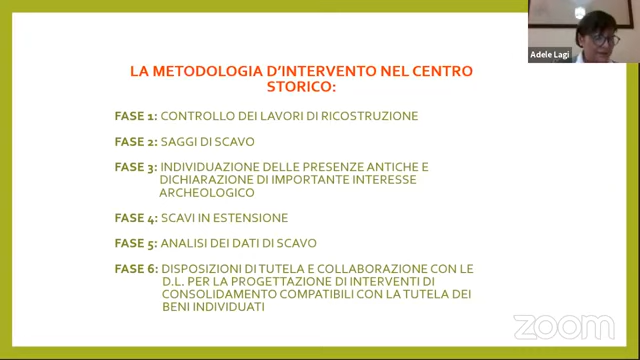 Adele Lagi
LA METODOLOGIA D'INTERVENTO NEL CENTRO
STORICO:
FASE 1: CONTROLLO DEI LAVORI DI RICOSTRUZIONE
FASE 2: SAGGI DI SCAVO
FASE 3: INDIVIDUAZIONE DELLE PRESENZE ANTICHE E
DICHIARAZIONE DI IMPORTANTE INTERESSE
ARCHEOLOGICO
FASE 4: SCAVI IN ESTENSIONE
FASE 5: ANALISI DEI DATI DI SCAVO
FASE 6: DISPOSIZIONI DI TUTELA E COLLABORAZIONE CON LE
D.L. PER LA PROGETTAZIONE DI INTERVENTI DI
CONSOLIDAMENTO COMPATIBILI CON LA TUTELA DEI
BENI INDIVIDUATI
zoom